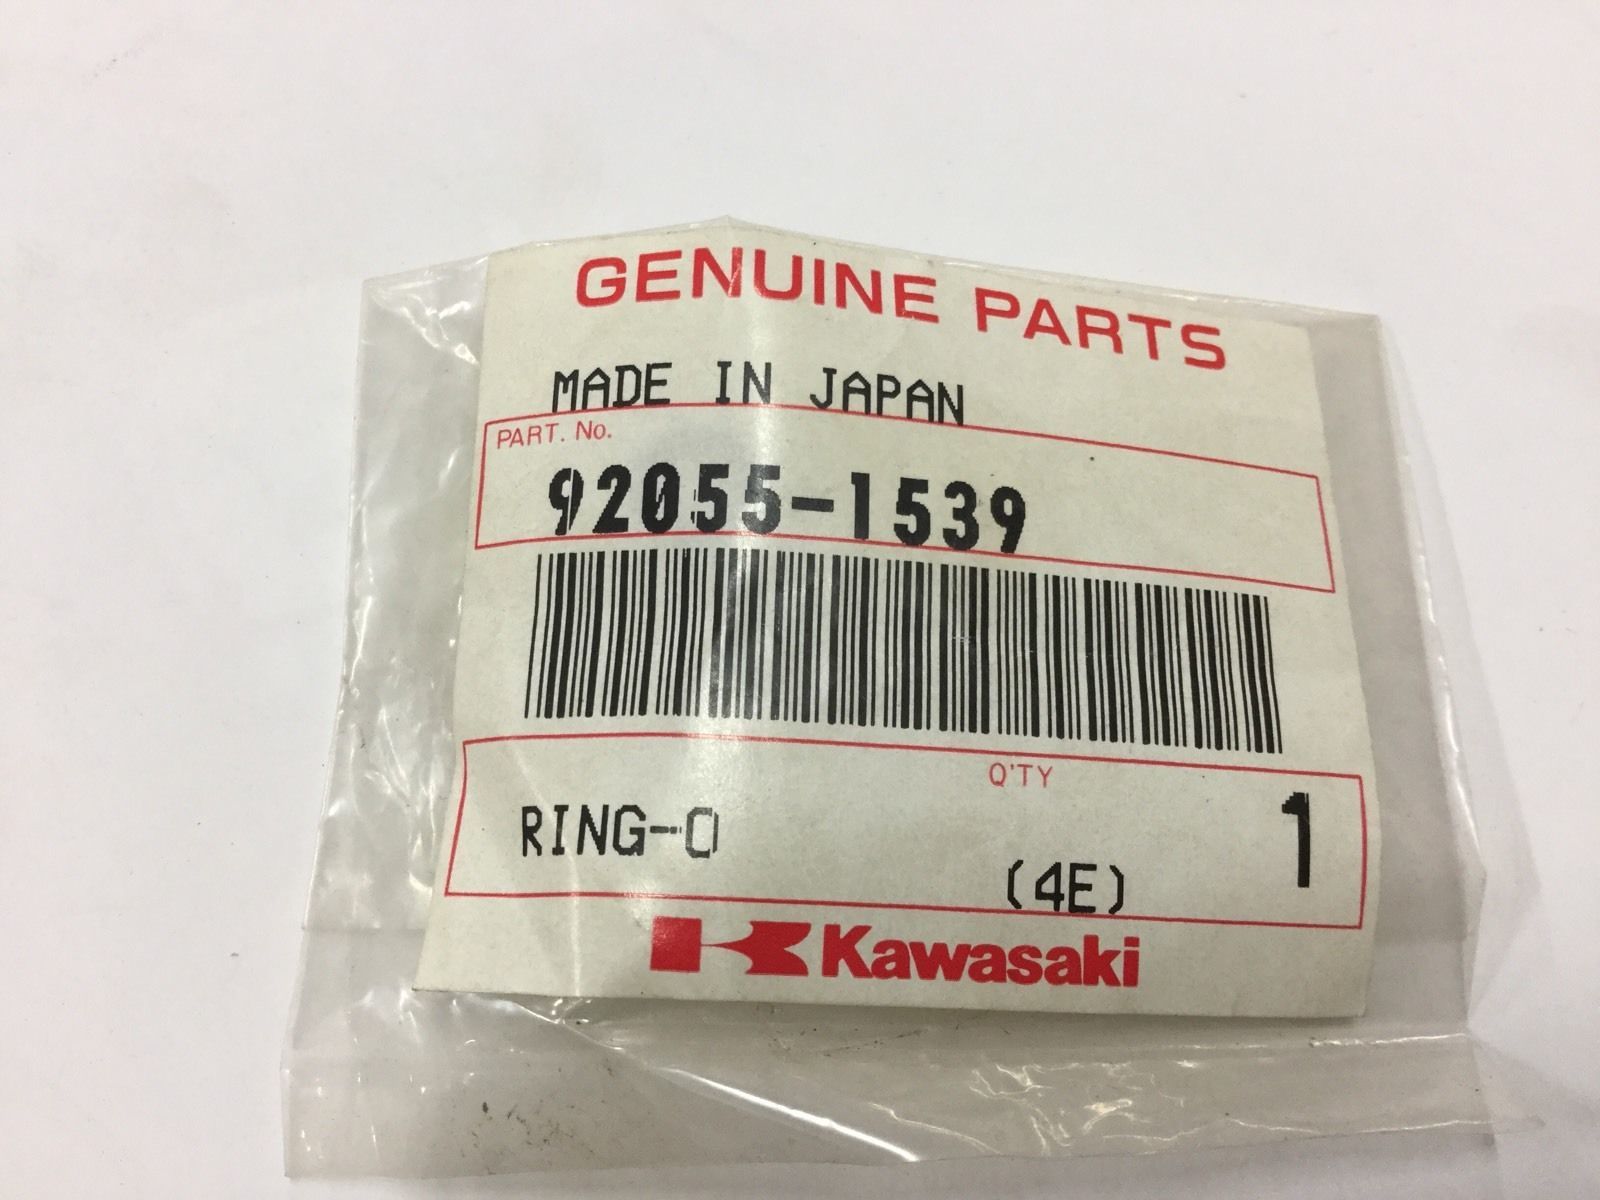 GENUINE PARTS
MADE IN JAPAN
PART. No.
92055-1539
Q'TY
RING-O
1
(4E)
Kawasaki